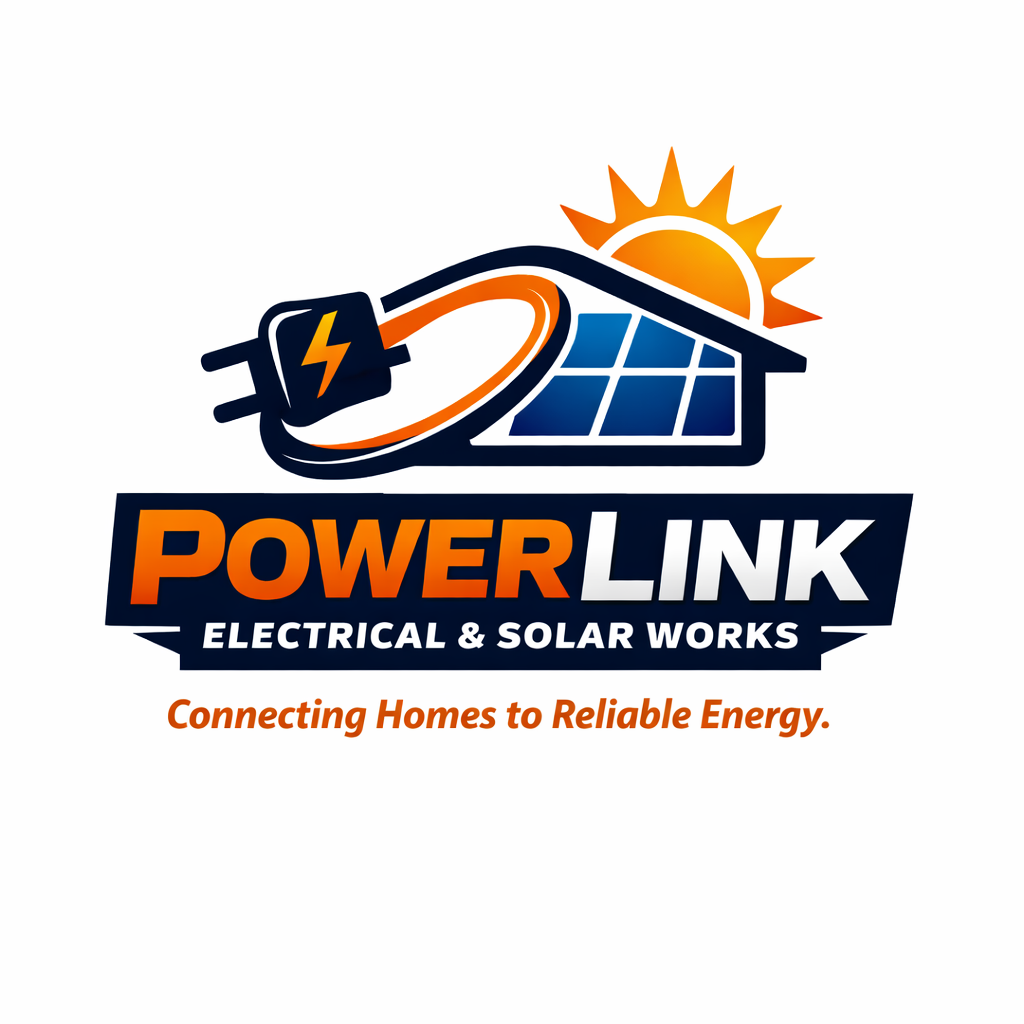 POWERLINK
ELECTRICAL & SOLAR WORKS
Connecting Homes to Reliable Energy.